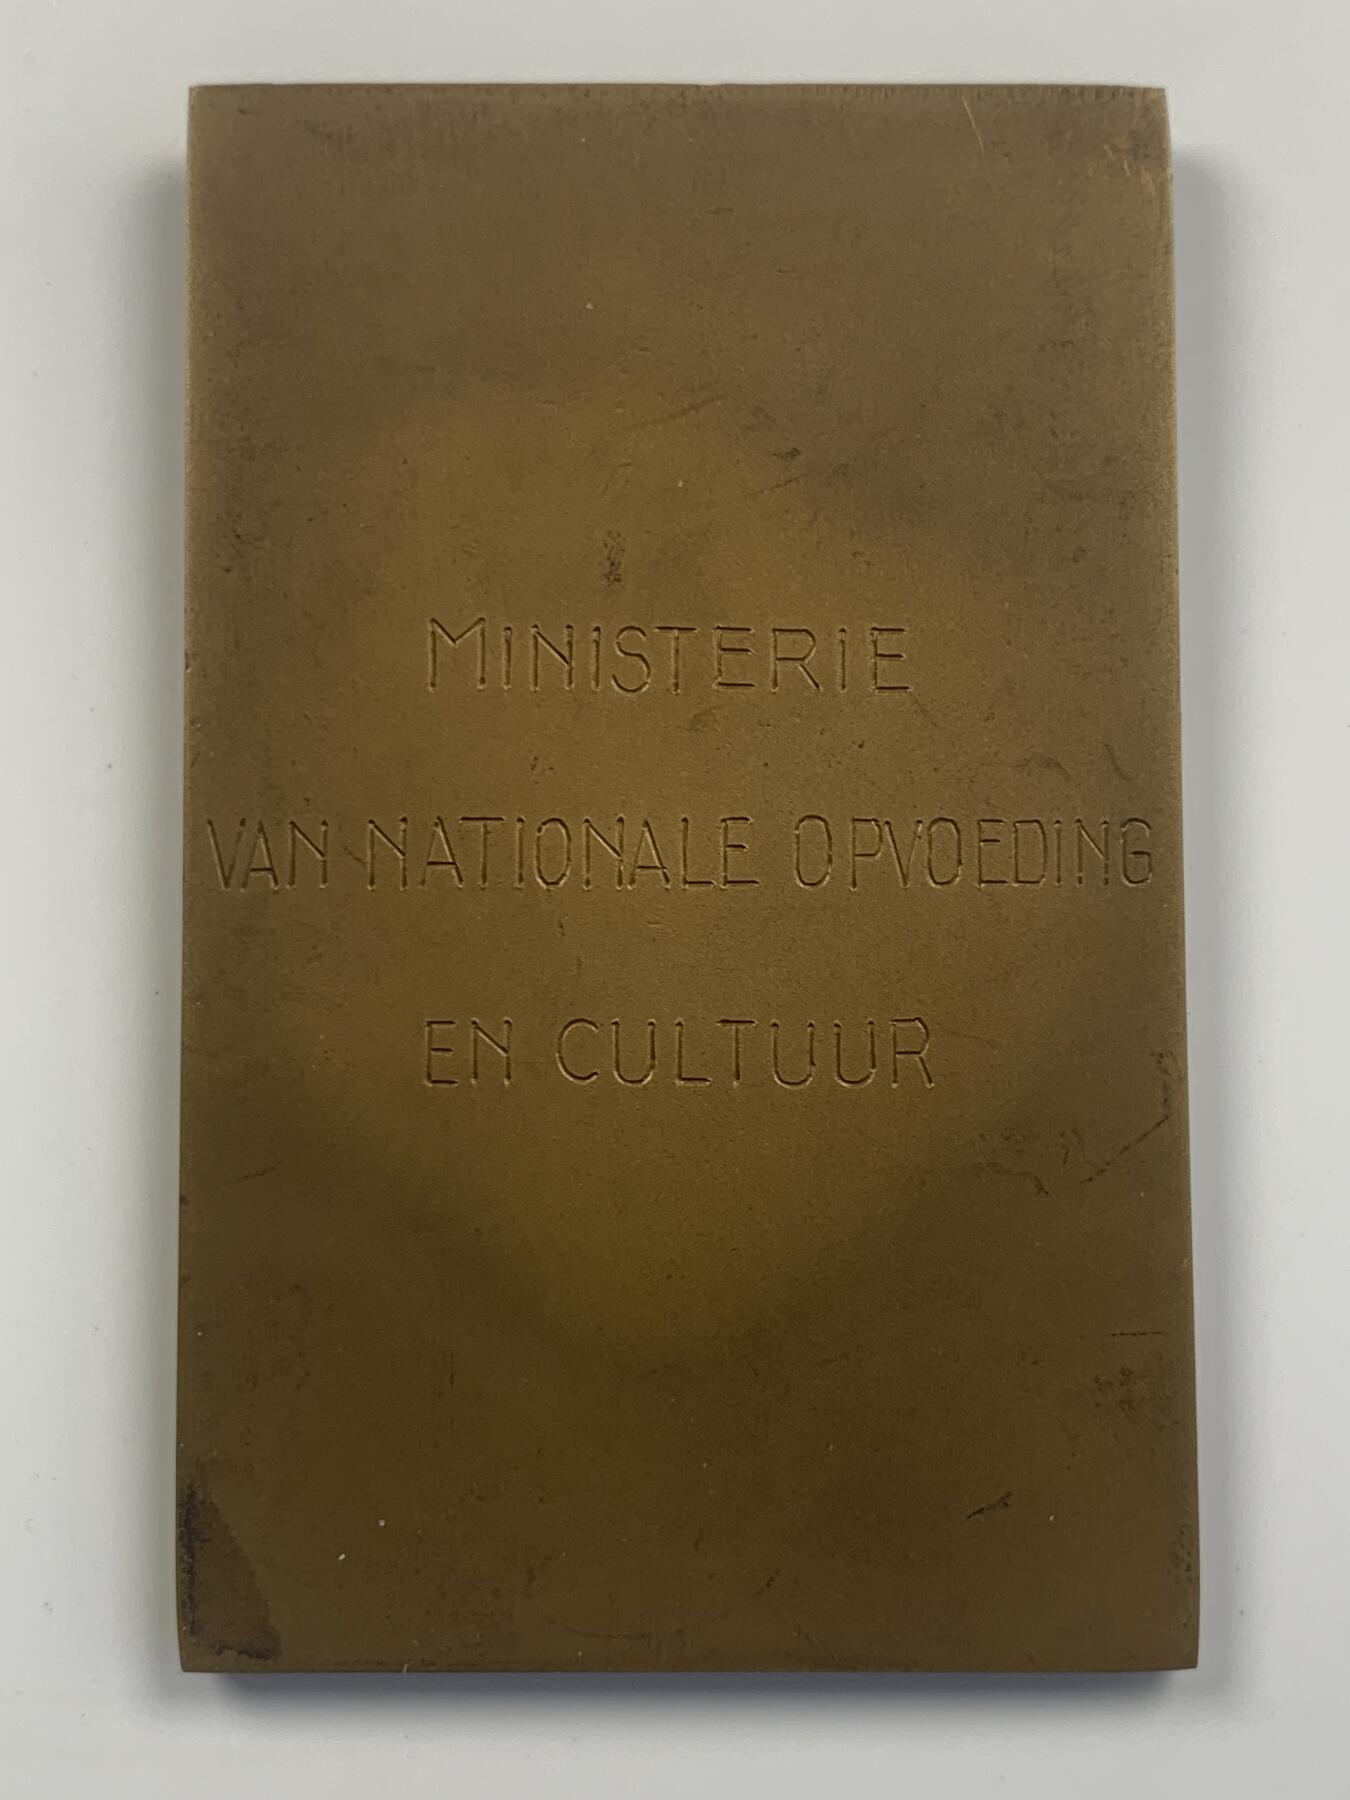 MINISTERIE
VAN NATIONALE OPVOEDING
EN CULTUUR